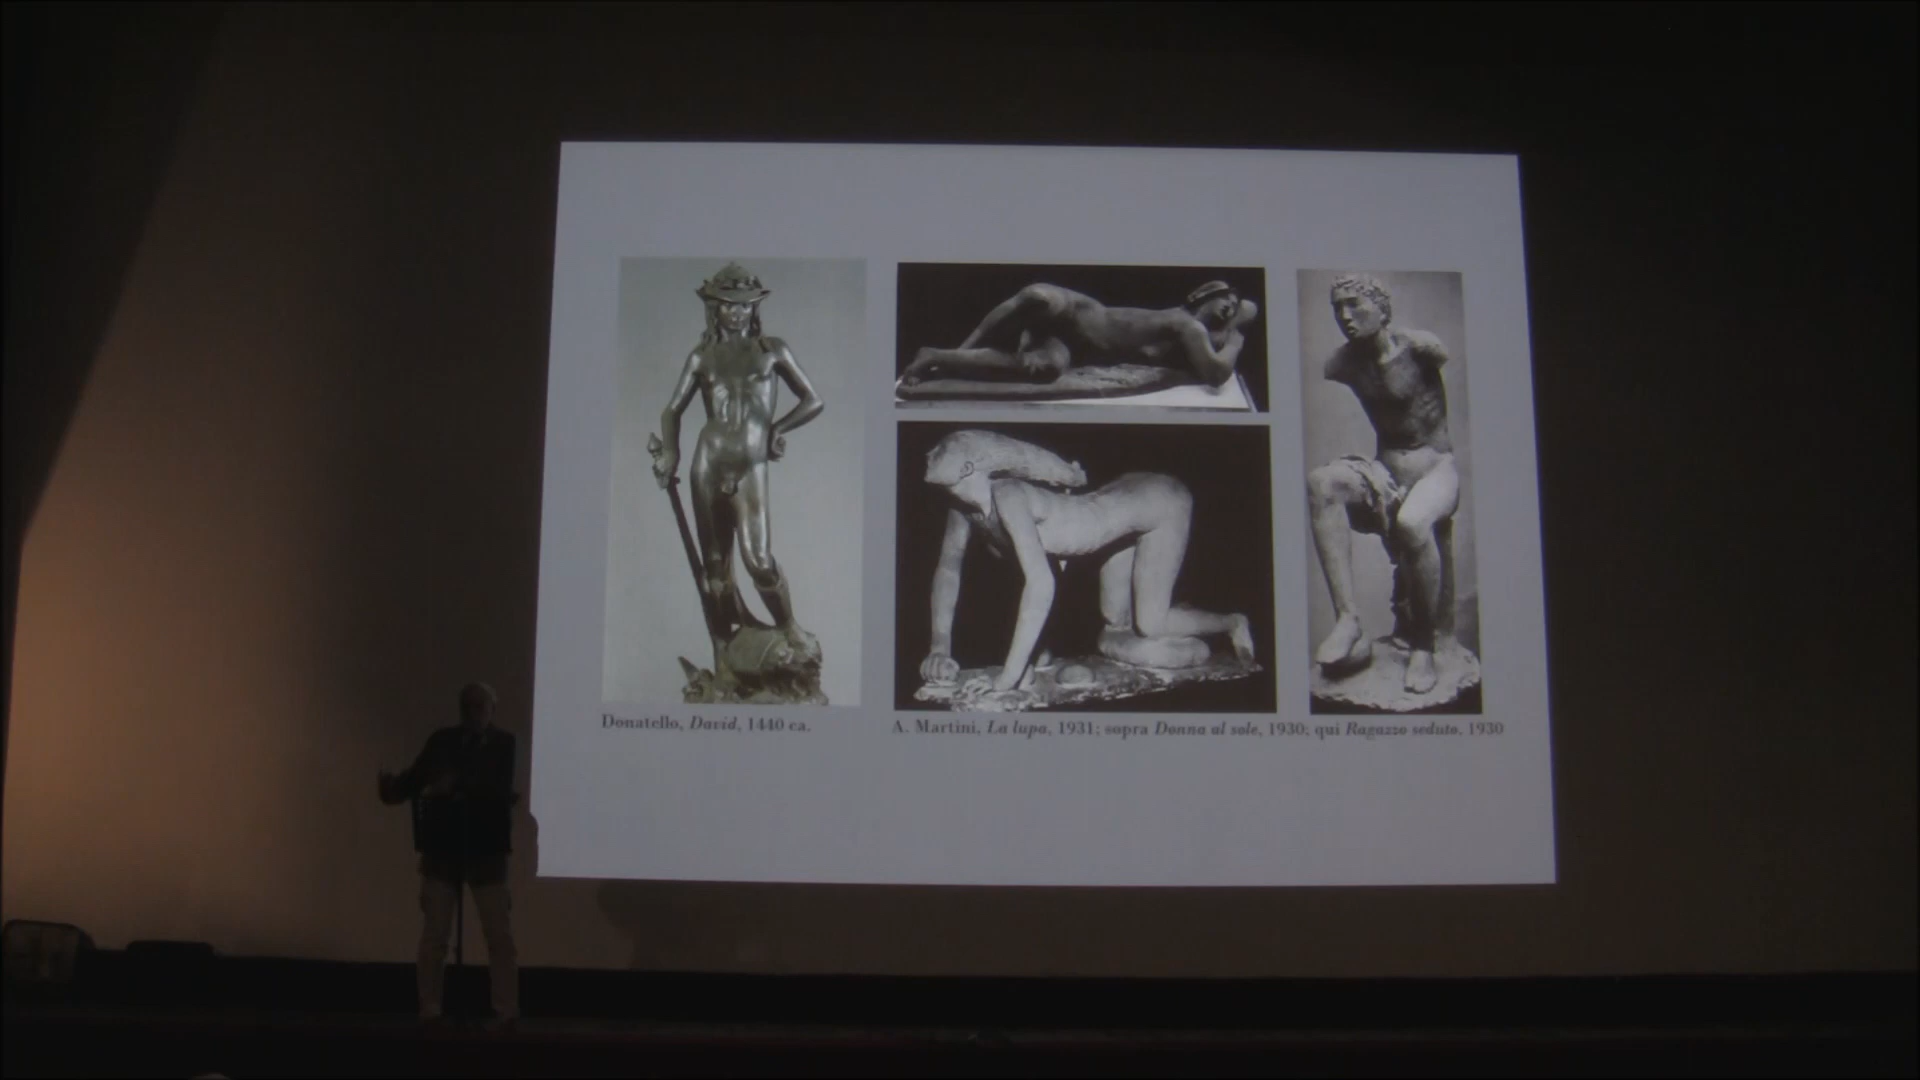 Donatello, David, 1440 ca.
A. Martini, La lupa, 1931; sopra Donna al sole, 1930; qui Ragazzo seduto. 1930